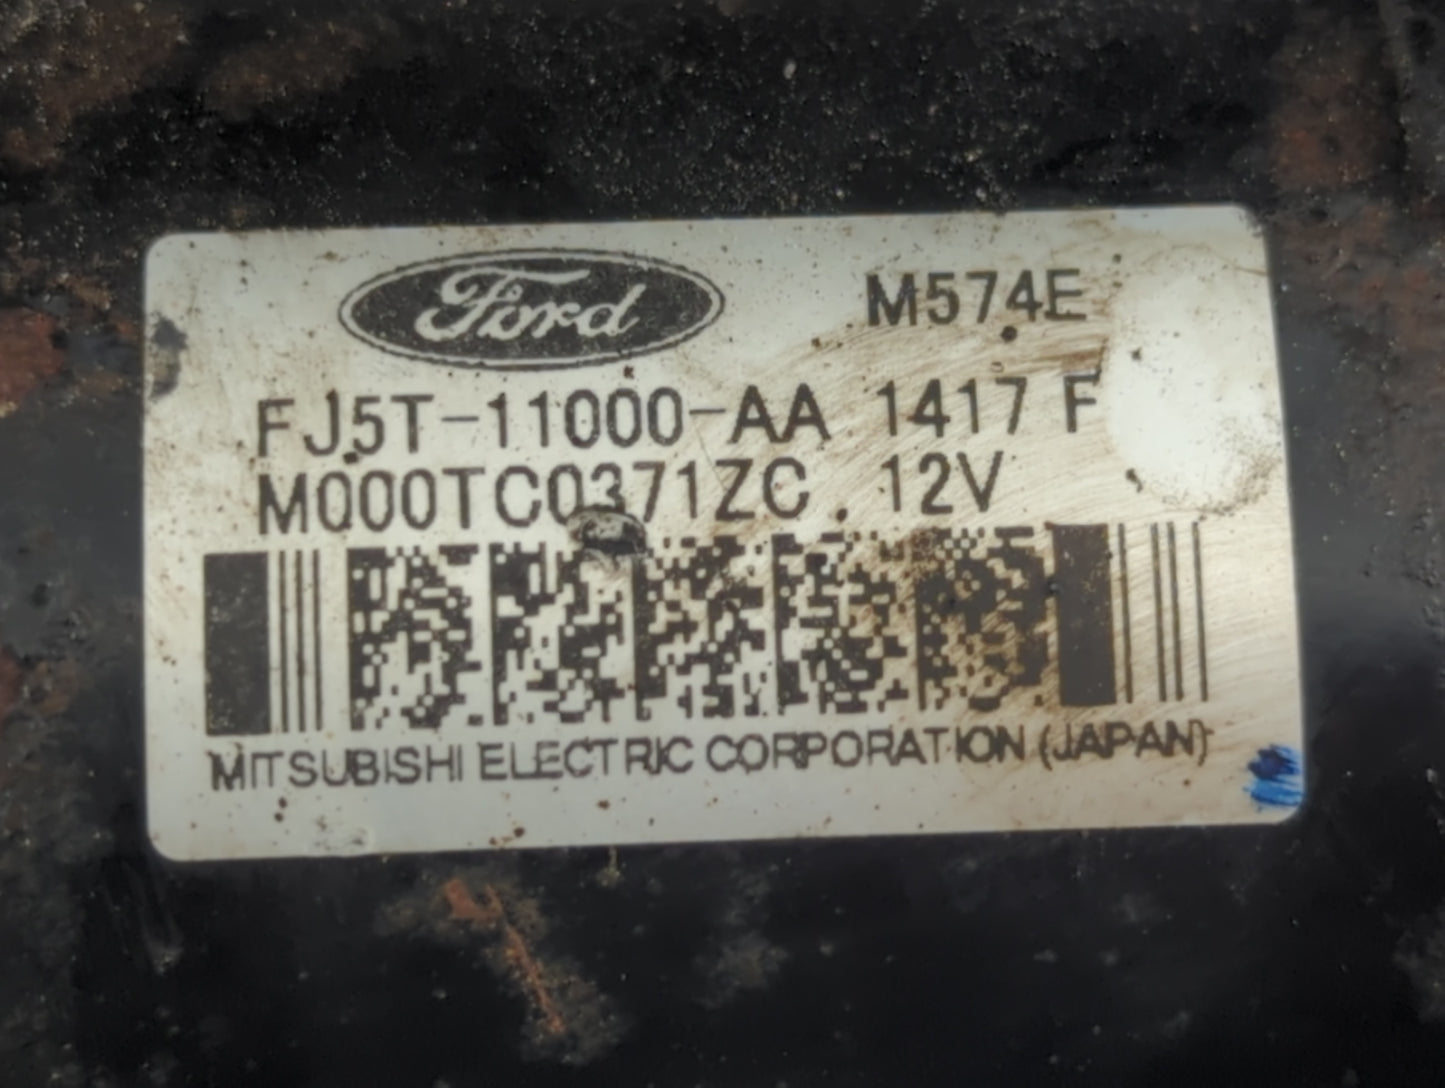 Ford M574E
FJ5T-11000-AA 1417 F
M000TC0371ZC 12V
MITSUBISHI ELECTRIC CORPORATION (JAPAN)